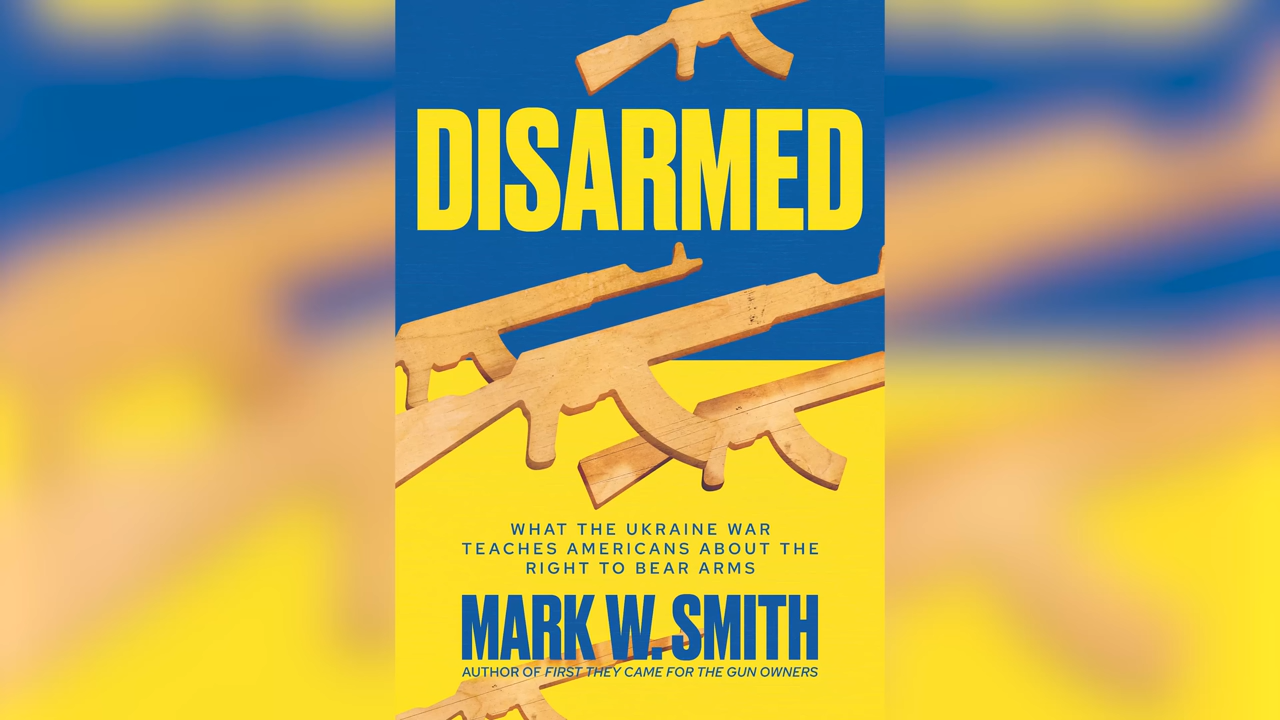 DISARMED
WHAT THE UKRAINE WAR
TEACHES AMERICANS ABOUT THE
RIGHT TO BEAR ARMS
MARK W. SMITH
AUTHOR OF FIRST THEY CAME FOR THE GUN OWNERS